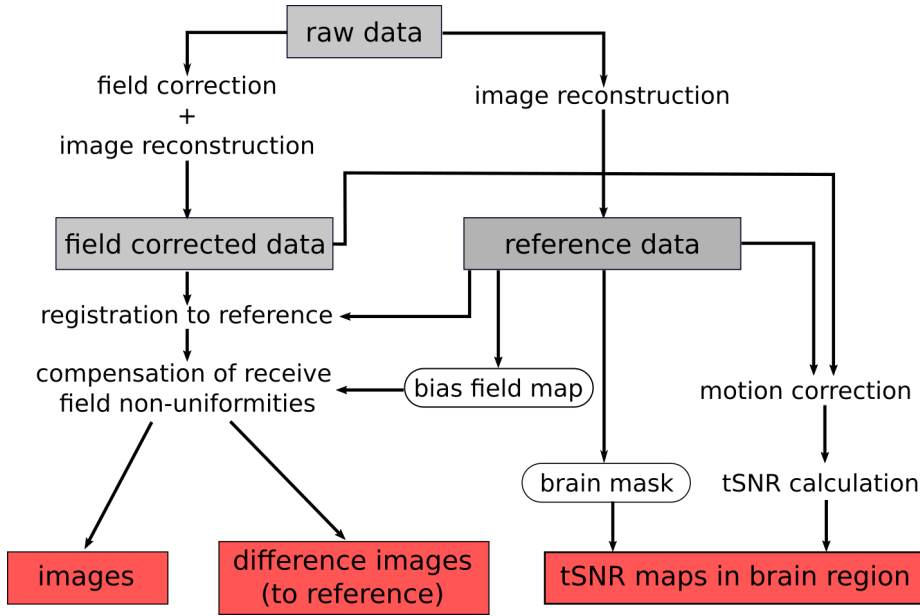 raw data
field correction
+
image reconstruction
image reconstruction
field corrected data
reference data
registration to reference
compensation of receive
field non-uniformities
bias field map
motion correction
brain mask
tSNR calculation
images
difference images
(to reference)
tSNR maps in brain region